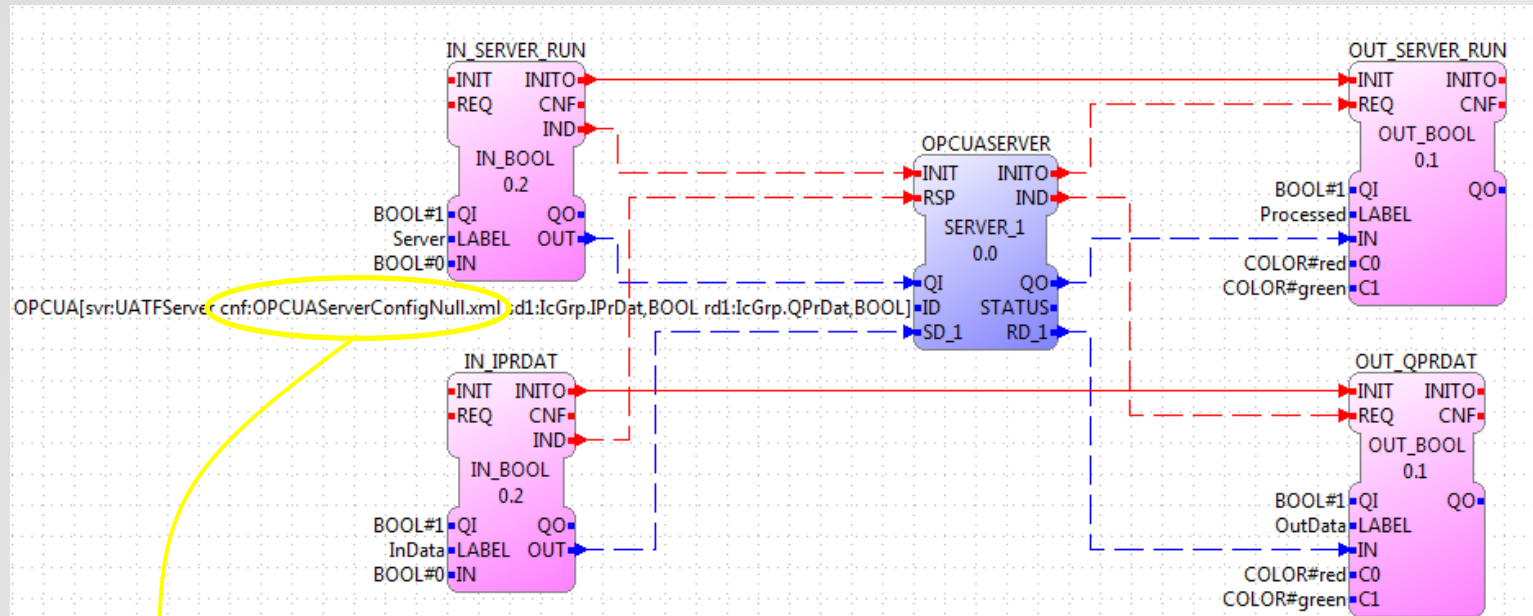 IN_SERVER_RUN
INIT INITO
REQ CNF
IND
IN_BOOL
0.2
BOOL#1 QI QO
Server LABEL OUT
BOOL#0 IN
OPCUASERVER
INIT INITO
RSP IND
SERVER_1
0.0
QI QO
OPCUA[svr:UATFServer cnf:OPCUAServerConfigNull.xml sd1:IcGrp.IPrDat,BOOL rd1:IcGrp.QPrDat,BOOL] ID STATUS
SD_1 RD_1
OUT_SERVER_RUN
INIT INITO
REQ CNF
OUT_BOOL
0.1
BOOL#1 QI QO
Processed LABEL
IN
COLOR#red C0
COLOR#green C1
IN_IPRDAT
INIT INITO
REQ CNF
IND
IN_BOOL
0.2
BOOL#1 QI QO
InData LABEL OUT
BOOL#0 IN
OUT_QPRDAT
INIT INITO
REQ CNF
OUT_BOOL
0.1
BOOL#1 QI QO
OutData LABEL
IN
COLOR#red C0
COLOR#green C1